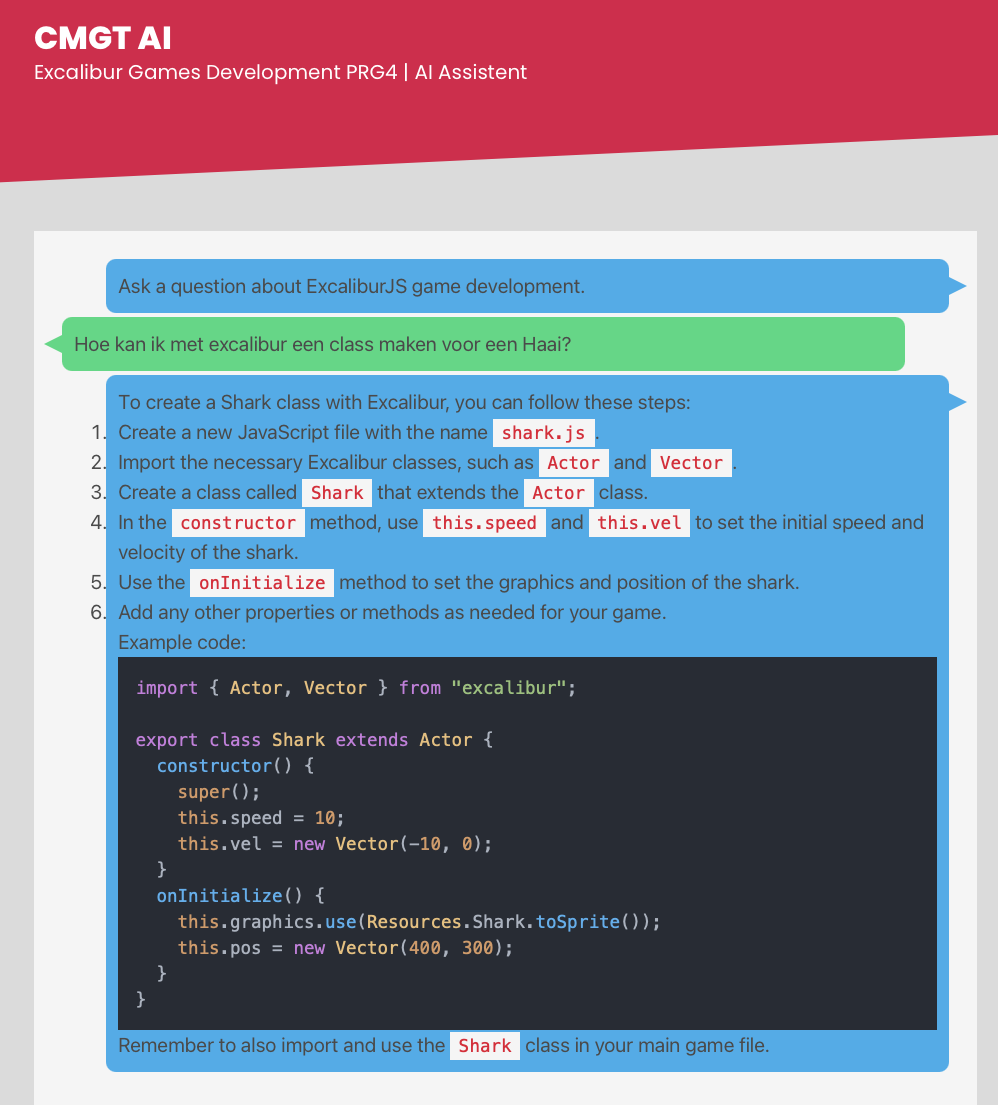 CMGT AI
Excalibur Games Development PRG4 | AI Assistent
Ask a question about ExcaliburJS game development.
Hoe kan ik met excalibur een class maken voor een Haai?
To create a Shark class with Excalibur, you can follow these steps:
1. Create a new JavaScript file with the name shark.js.
2. Import the necessary Excalibur classes, such as Actor and Vector.
3. Create a class called Shark that extends the Actor class.
4. In the constructor method, use this.speed and this.vel to set the initial speed and
velocity of the shark.
5. Use the onInitialize method to set the graphics and position of the shark.
6. Add any other properties or methods as needed for your game.
Example code:
import { Actor, Vector } from "excalibur";
export class Shark extends Actor {
  constructor() {
    super();
    this.speed = 10;
    this.vel = new Vector(-10, 0);
  }
  onInitialize() {
    this.graphics.use(Resources.Shark.toSprite());
    this.pos = new Vector(400, 300);
  }
}
Remember to also import and use the Shark class in your main game file.